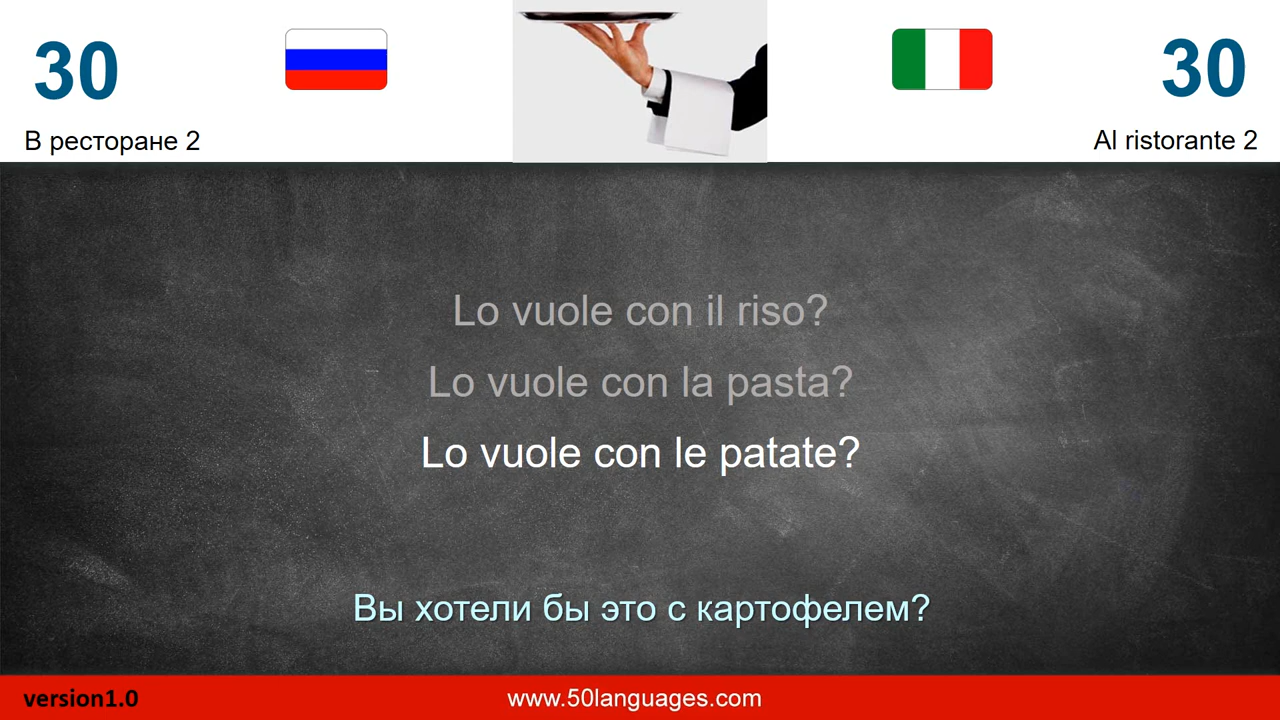 30
30
В ресторане 2
Al ristorante 2
Lo vuole con il riso?
Lo vuole con la pasta?
Lo vuole con le patate?
Вы хотели бы это с картофелем?
version1.0
www.50languages.com